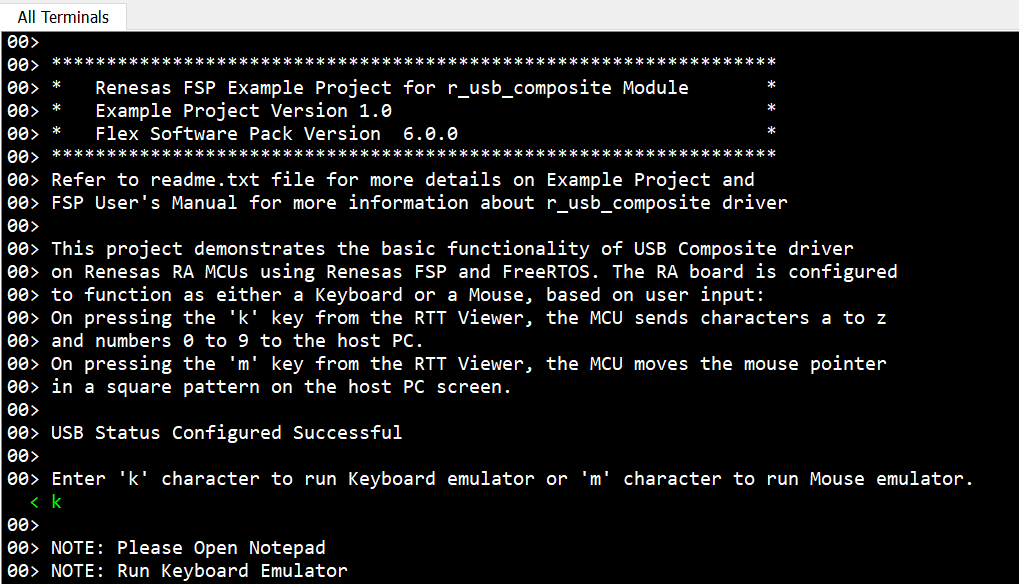 All Terminals
00>
00> ******************************************************************
00> *   Renesas FSP Example Project for r_usb_composite Module       *
00> *   Example Project Version 1.0                                  *
00> *   Flex Software Pack Version  6.0.0                            *
00> ******************************************************************
00> Refer to readme.txt file for more details on Example Project and
00> FSP User's Manual for more information about r_usb_composite driver
00>
00> This project demonstrates the basic functionality of USB Composite driver
00> on Renesas RA MCUs using Renesas FSP and FreeRTOS. The RA board is configured
00> to function as either a Keyboard or a Mouse, based on user input:
00> On pressing the 'k' key from the RTT Viewer, the MCU sends characters a to z
00> and numbers 0 to 9 to the host PC.
00> On pressing the 'm' key from the RTT Viewer, the MCU moves the mouse pointer
00> in a square pattern on the host PC screen.
00>
00> USB Status Configured Successful
00>
00> Enter 'k' character to run Keyboard emulator or 'm' character to run Mouse emulator.
< k
00>
00> NOTE: Please Open Notepad
00> NOTE: Run Keyboard Emulator